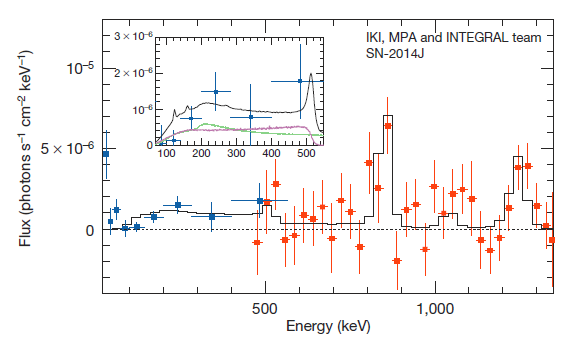 IKI, MPA and INTEGRAL team
SN-2014J
Flux (photons s⁻¹ cm⁻² keV⁻¹)
10⁻⁵
5 × 10⁻⁶
0
3 × 10⁻⁶
2 × 10⁻⁶
10⁻⁶
0
100 200 300 400 500
500 1,000
Energy (keV)